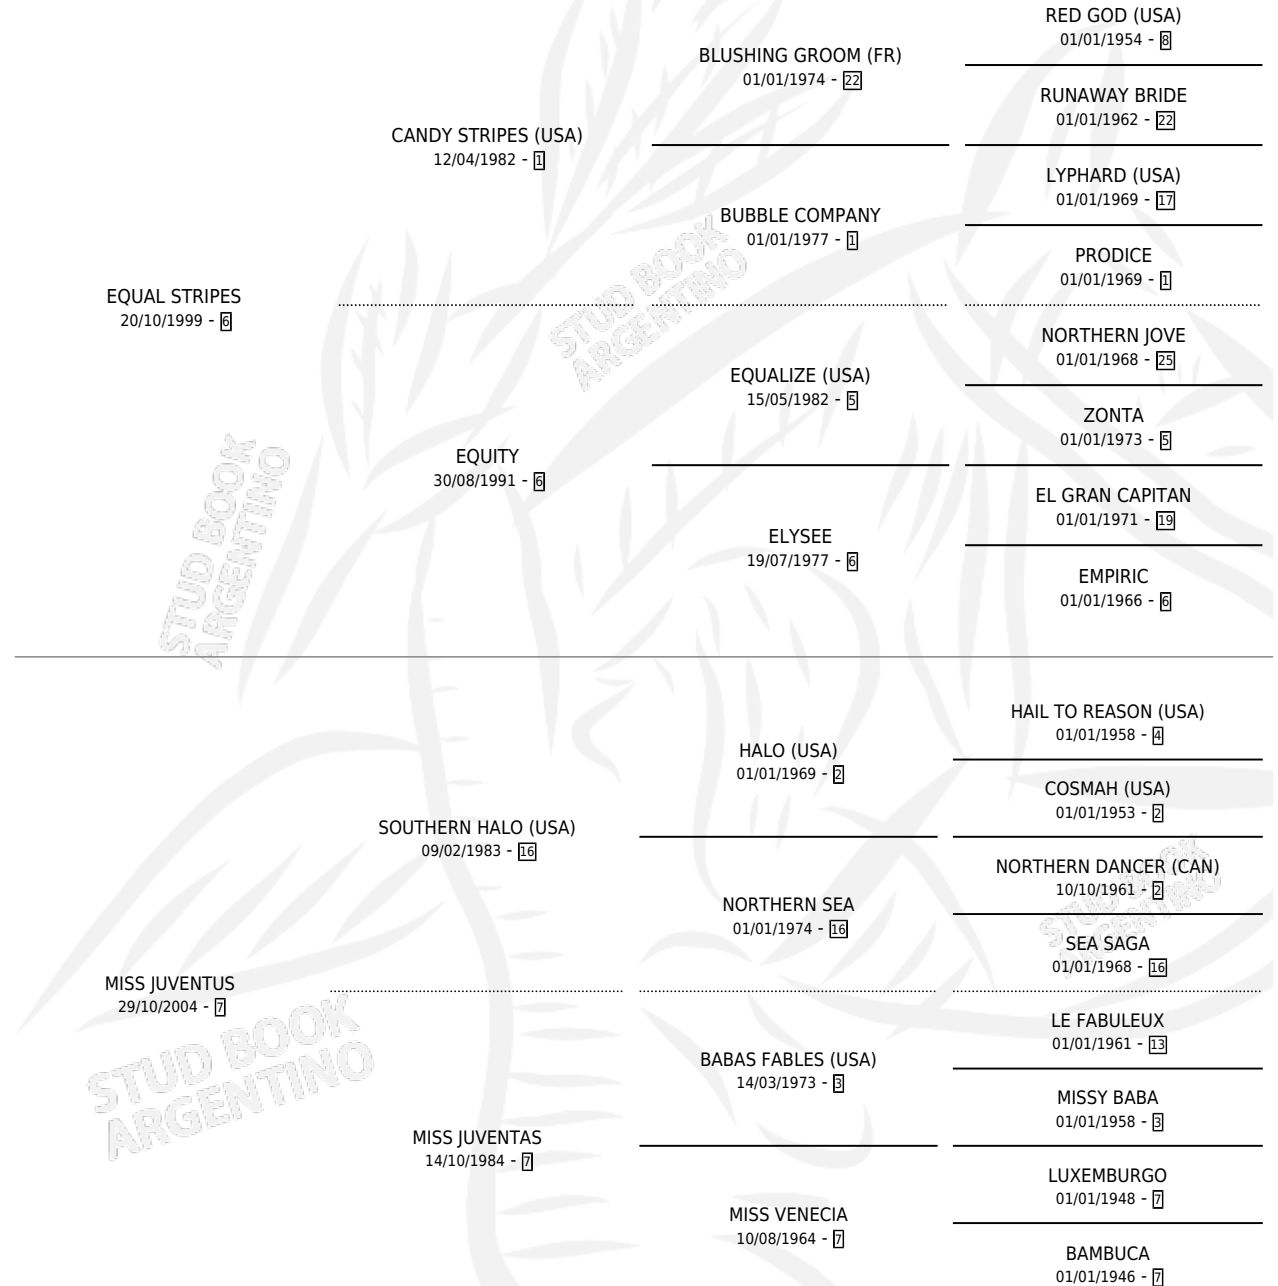 RED GOD (USA)
01/01/1954 - 8
BLUSHING GROOM (FR)
01/01/1974 - 22
RUNAWAY BRIDE
01/01/1962 - 22
CANDY STRIPES (USA)
12/04/1982 - 1
LYPHARD (USA)
01/01/1969 - 17
BUBBLE COMPANY
01/01/1977 - 1
PRODICE
01/01/1969 - 1
EQUAL STRIPES
20/10/1999 - 6
STUD BOOK
ARGENTINO
NORTHERN JOVE
01/01/1968 - 25
EQUALIZE (USA)
15/05/1982 - 5
ZONTA
01/01/1973 - 5
EQUITY
30/08/1991 - 6
EL GRAN CAPITAN
01/01/1971 - 19
ELYSEE
19/07/1977 - 6
EMPIRIC
01/01/1966 - 6
STUD BOOK
ARGENTINO
HAIL TO REASON (USA)
01/01/1958 - 4
HALO (USA)
01/01/1969 - 2
COSMAH (USA)
01/01/1953 - 2
SOUTHERN HALO (USA)
09/02/1983 - 16
NORTHERN DANCER (CAN)
10/10/1961 - 2
NORTHERN SEA
01/01/1974 - 16
SEA SAGA
01/01/1968 - 16
STUD BOOK
ARGENTINO
MISS JUVENTUS
29/10/2004 - 7
LE FABULEUX
01/01/1961 - 13
BABAS FABLES (USA)
14/03/1973 - 3
MISSY BABA
01/01/1958 - 3
STUD BOOK
ARGENTINO
MISS JUVENTAS
14/10/1984 - 7
LUXEMBURGO
01/01/1948 - 7
MISS VENECIA
10/08/1964 - 7
BAMBUCA
01/01/1946 - 7